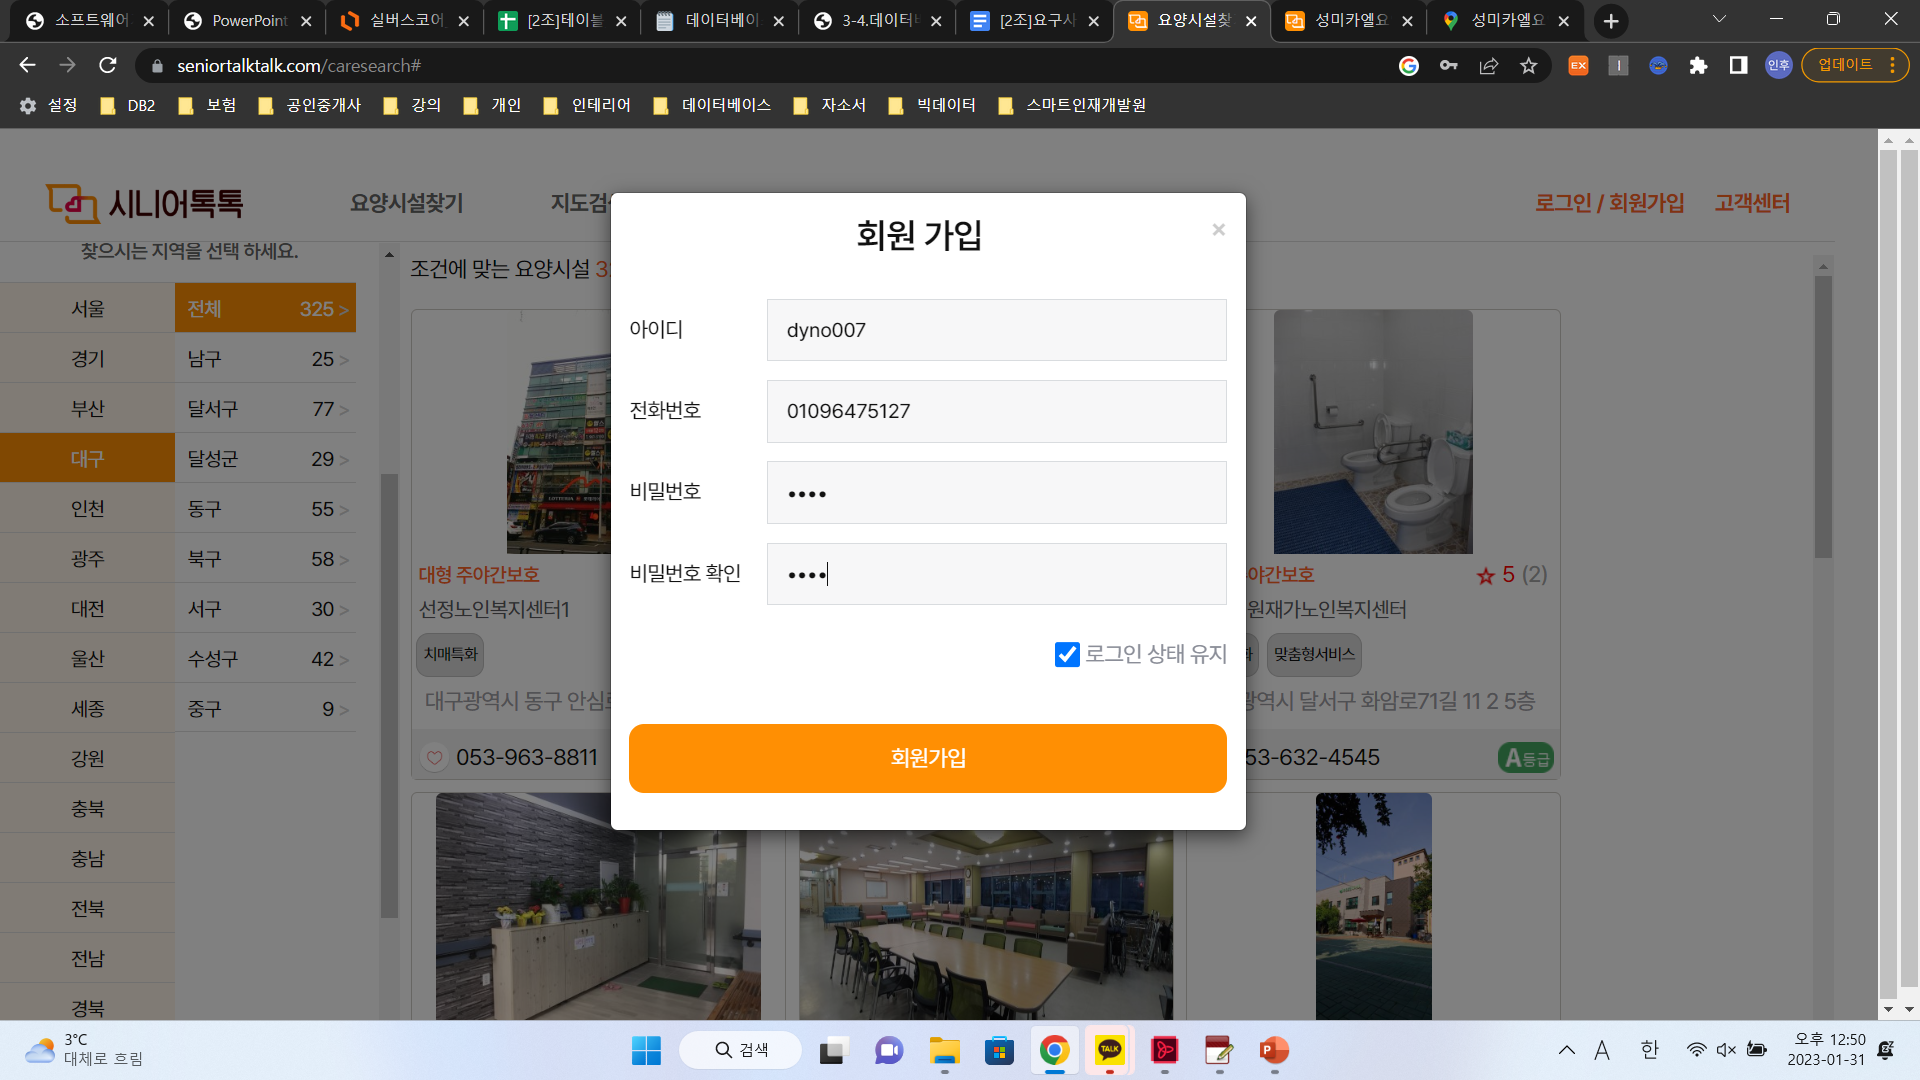 소프트웨어
PowerPoint
실버스코어
[2조]테이블
데이터베이
3-4.데이터
[2조]요구사
요양시설찾
성미카엘요
성미카엘요
seniortalktalk.com/caresearch#
EX
인후
업데이트
설정
DB2
보험
공인중개사
강의
개인
인테리어
데이터베이스
자소서
빅데이터
스마트인재개발원
시니어톡톡
요양시설찾기
지도검
로그인 / 회원가입
고객센터
찾으시는 지역을 선택 하세요.
조건에 맞는 요양시설 3
서울
경기
부산
대구
인천
광주
대전
울산
세종
강원
충북
충남
전북
전남
경북
전체 325 >
남구 25 >
달서구 77 >
달성군 29 >
동구 55 >
북구 58 >
서구 30 >
수성구 42 >
중구 9 >
회원 가입
×
아이디
dyno007
전화번호
01096475127
비밀번호
••••
비밀번호 확인
••••
로그인 상태 유지
회원가입
대형 주야간보호
선정노인복지센터1
치매특화
대구광역시 동구 안심
053-963-8811
야간보호
5 (2)
원재가노인복지센터
맞춤형서비스
광역시 달서구 화암로71길 11 2 5층
53-632-4545
A등급
3°C
대체로 흐림
검색
TALK
A
한
오후 12:50
2023-01-31